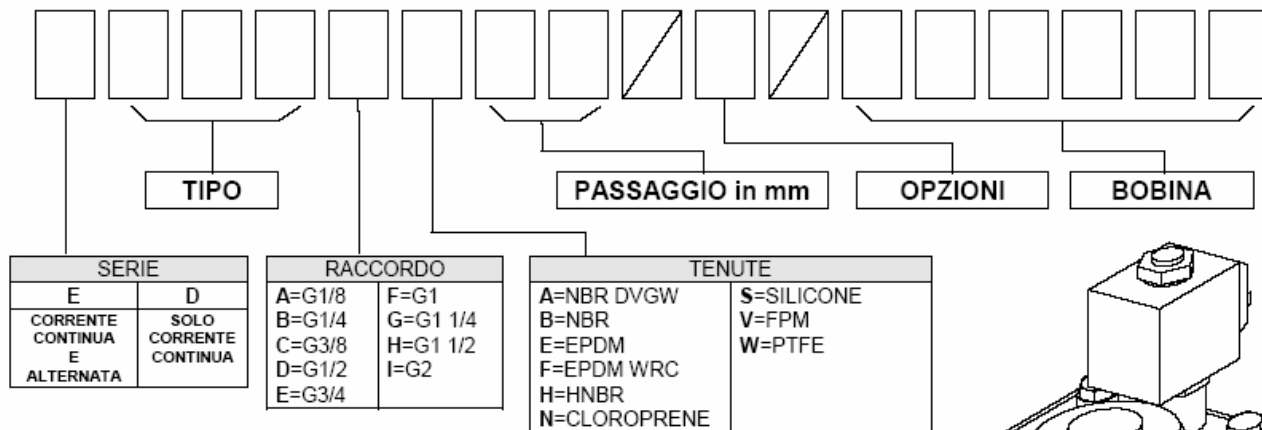 TIPO
PASSAGGIO in mm
OPZIONI
BOBINA
SERIE
E D
CORRENTE CONTINUA E ALTERNATA
SOLO CORRENTE CONTINUA
RACCORDO
A=G1/8 F=G1
B=G1/4 G=G1 1/4
C=G3/8 H=G1 1/2
D=G1/2 I=G2
E=G3/4
TENUTE
A=NBR DVGW S=SILICONE
B=NBR V=FPM
E=EPDM W=PTFE
F=EPDM WRC
H=HNBR
N=CLOROPRENE